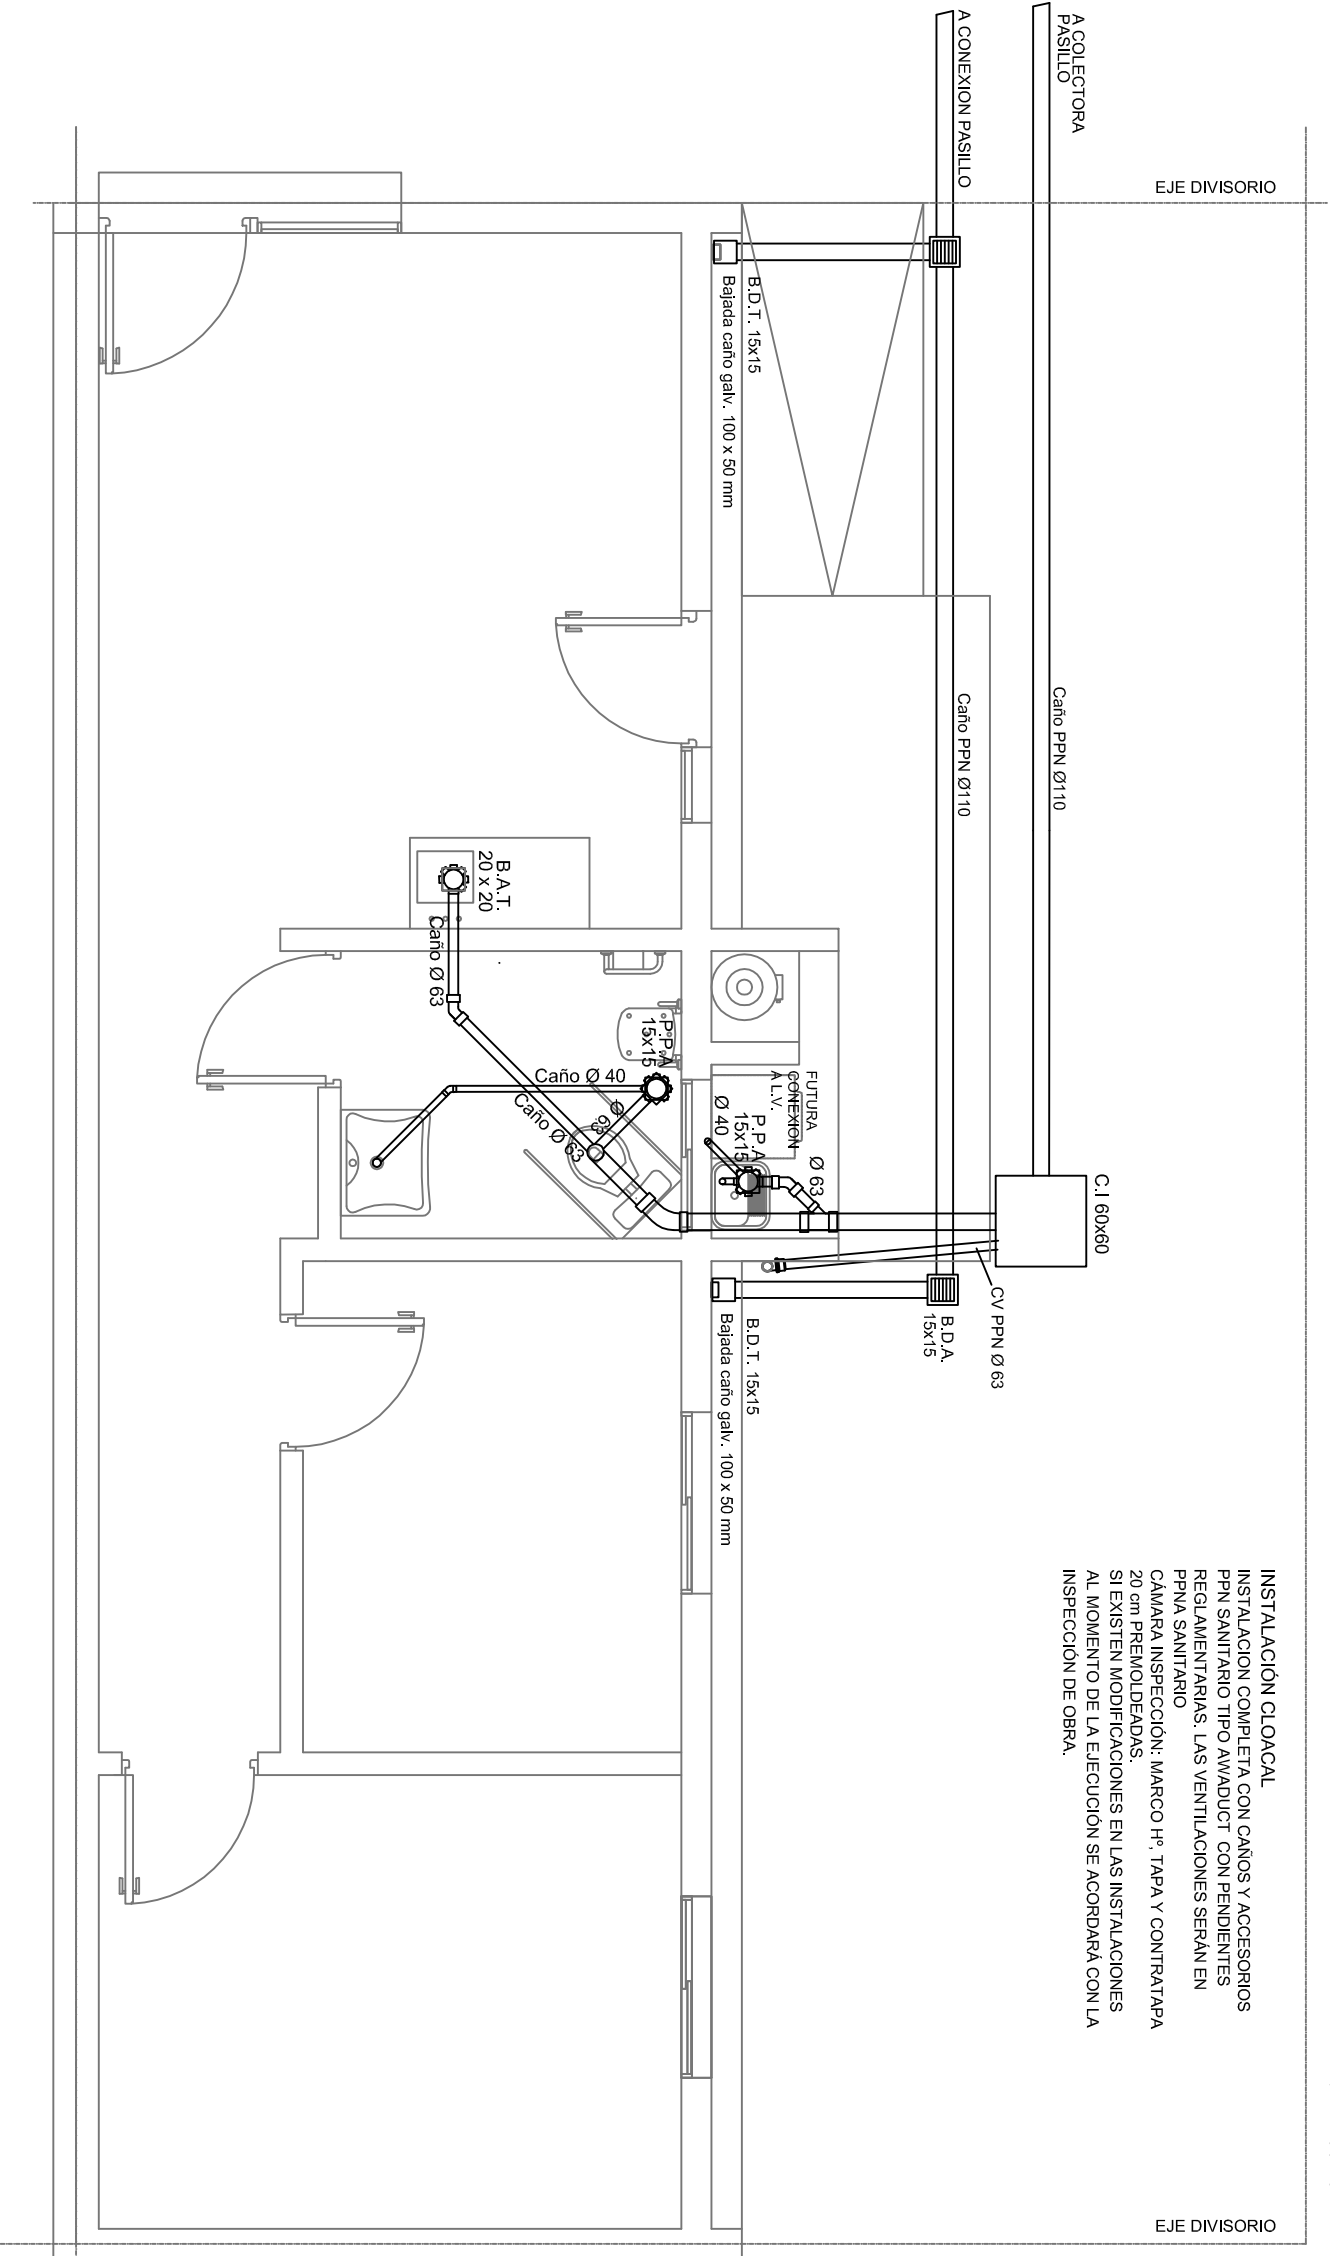 A COLECTORA
PASILLO
A CONEXION PASILLO
EJE DIVISORIO
B.D.T. 15x15
Bajada caño galv. 100 x 50 mm
Caño PPN Ø110
Caño PPN Ø110
B.A.T.
20 x 20
Caño Ø 63
P.P.A
15x15
Caño Ø 40
Caño Ø 63
Ø 63
FUTURA
CONEXION
A L.V.
Ø 40
P.P.A
15x15
Ø 63
C.I 60x60
CV PPN Ø 63
B.D.A.
15x15
B.D.T. 15x15
Bajada caño galv. 100 x 50 mm
INSTALACIÓN CLOACAL
INSTALACION COMPLETA CON CAÑOS Y ACCESORIOS
PPN SANITARIO TIPO AWADUCT CON PENDIENTES
REGLAMENTARIAS. LAS VENTILACIONES SERÁN EN
PPNA SANITARIO
CÁMARA INSPECCIÓN: MARCO Hº, TAPA Y CONTRATAPA
20 cm PREMOLDEADAS.
SI EXISTEN MODIFICACIONES EN LAS INSTALACIONES
AL MOMENTO DE LA EJECUCIÓN SE ACORDARÁ CON LA
INSPECCIÓN DE OBRA.
EJE DIVISORIO